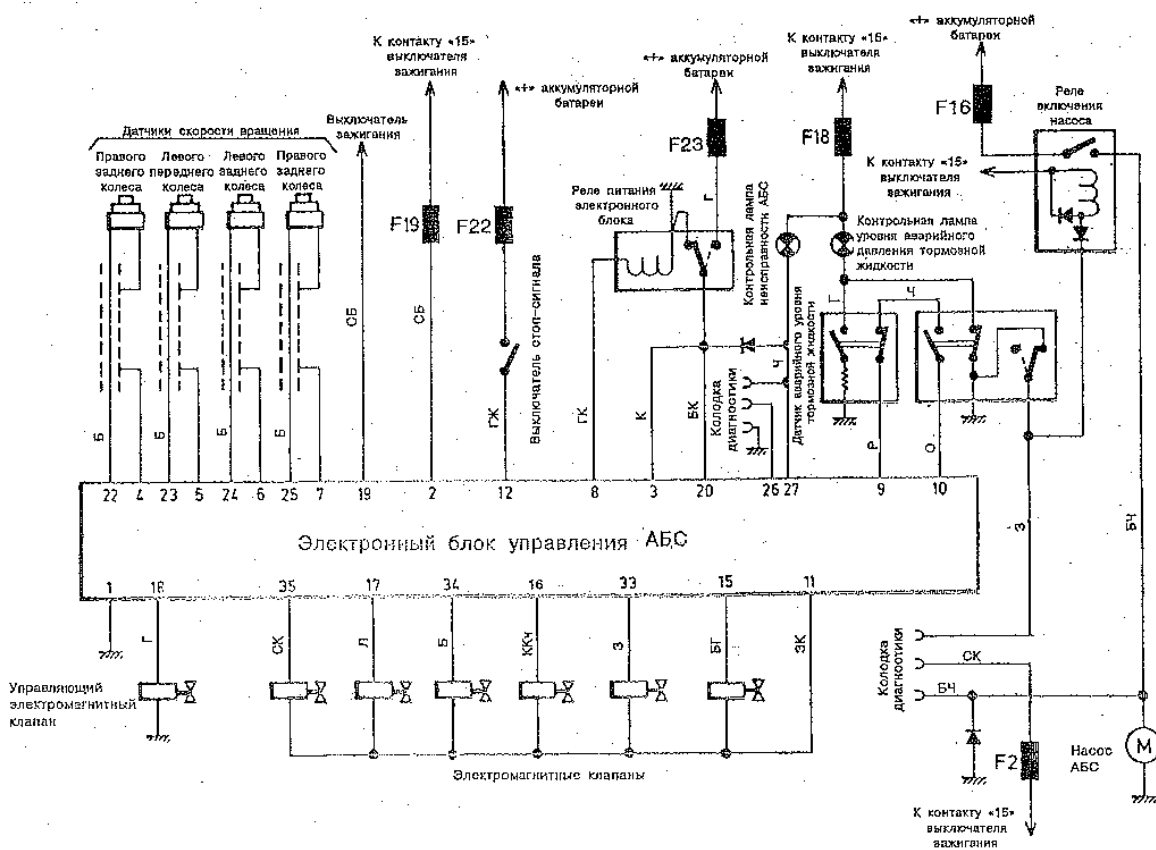 К контакту «15»
выключателя
зажигания
«+» аккумуляторной
батареи
«+» аккумуляторной
батареи
К контакту «15»
выключателя
зажигания
«+» аккумуляторной
батареи
Реле
включения
насоса
F16
F23
F18
Датчики скорости вращения
Выключатель
зажигания
Правого
заднего
колеса
Левого
переднего
колеса
Левого
заднего
колеса
Правого
заднего
колеса
К контакту «15»
выключателя
зажигания
Реле питания
электронного
блока
Г
F19
F22
Контрольная лампа
неисправности АБС
Контрольная лампа
уровня аварийного
давления тормозной
жидкости
СБ
СБ
Выключатель стоп-сигнала
Г
Ч
Ч
Датчик аварийного уровня
тормозной жидкости
Колодка
диагностики
Б
Б
Б
Б
ГЖ
ГК
К
БК
Р
О
З
БЧ
22 4 23 5 24 6 25 7 19 2 12 8 3 20 26 27 9 10
Электронный блок управления АБС
1 18 35 17 34 16 33 15 11
Г
СК
Л
Б
ККч
З
БГ
ЗК
Управляющий
электромагнитный
клапан
Электромагнитные клапаны
Колодка
диагностики
СК
БЧ
F2
Насос
АБС
М
К контакту «15»
выключателя
зажигания